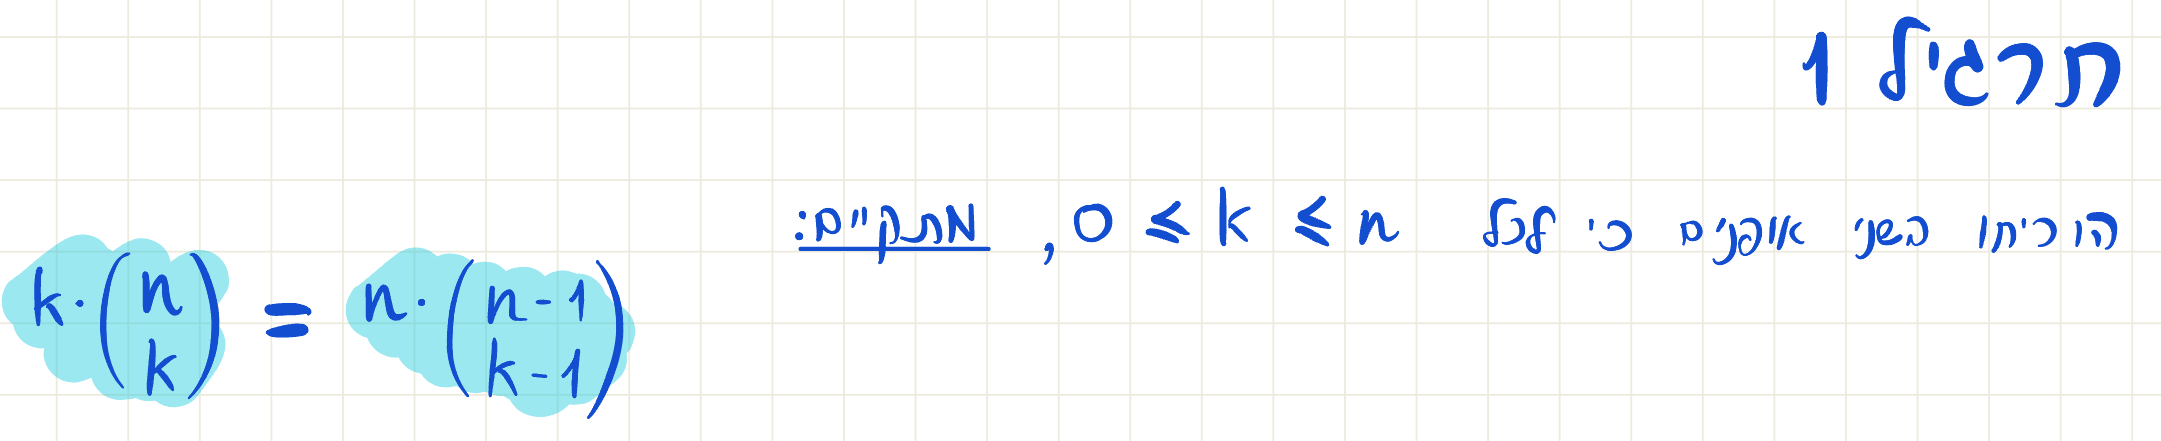 תרגיל 1
הוכיחו בשני אופנים כי לכל 0 ≤ k ≤ n, מתקיים:
k · (n k) = n · (n-1 k-1)